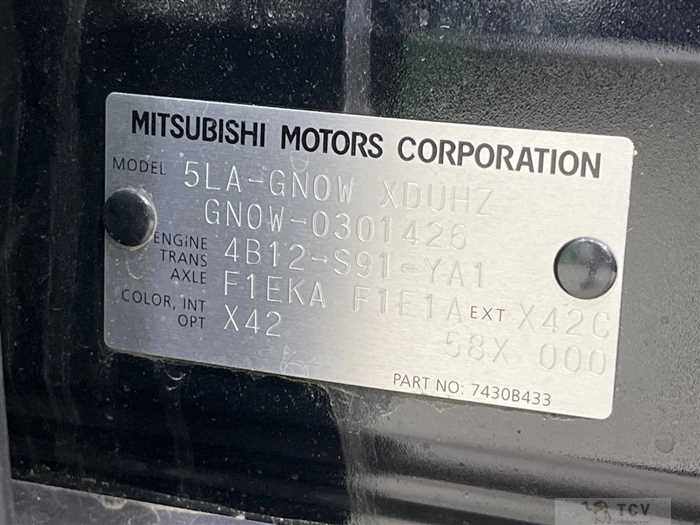 MITSUBISHI MOTORS CORPORATION
MODEL 5LA-GN0W XDUHZ
GN0W-0301426
ENGINE 4B12-S91-YA1
TRANS AXLE F1EKA F1E1A EXT X42C
COLOR, INT OPT X42 58X 000
PART NO: 7430B433
TCV